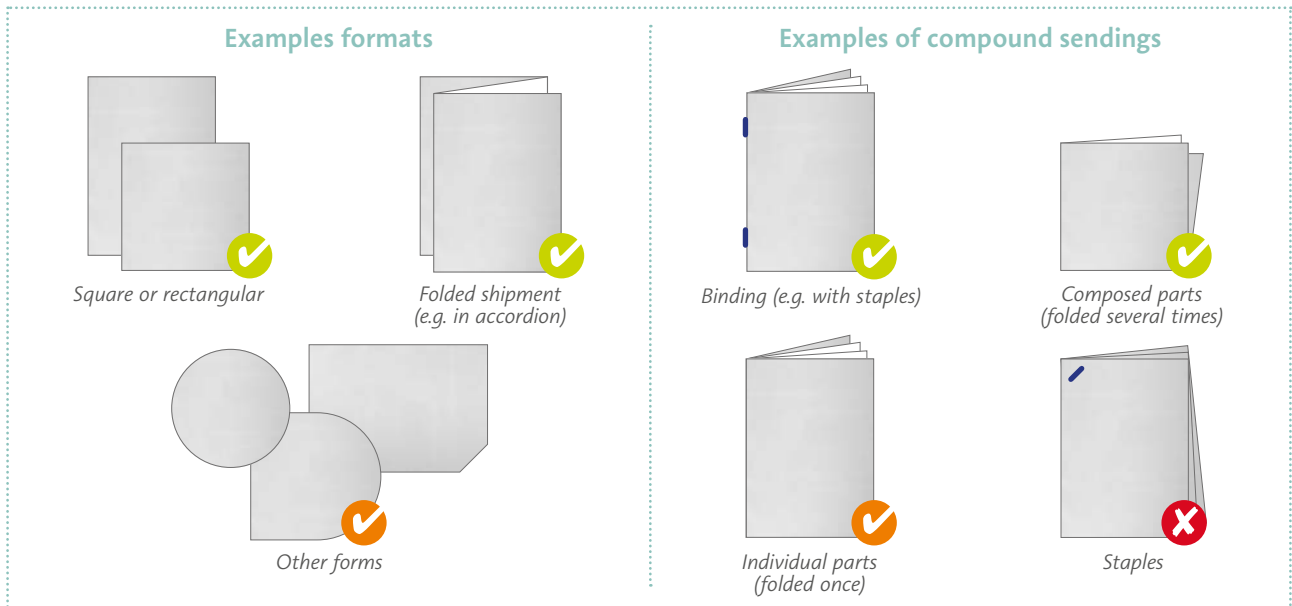 Examples formats
Square or rectangular
Folded shipment
(e.g. in accordion)
Other forms
Examples of compound sendings
Binding (e.g. with staples)
Composed parts
(folded several times)
Individual parts
(folded once)
Staples